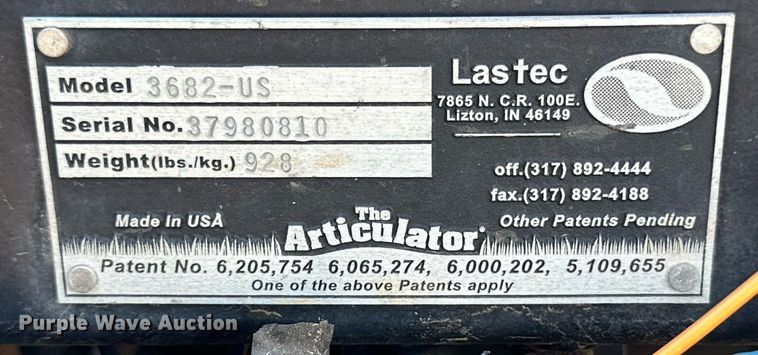 Lastec
7865 N. C.R. 100E.
Lizton, IN 46149
Model 3682-US
Serial No. 37980810
Weight(lbs./kg.) 928
off.(317) 892-4444
fax.(317) 892-4188
Made In USA
The
Articulator®
Other Patents Pending
Patent No. 6,205,754 6,065,274, 6,000,202, 5,109,655
One of the above Patents apply
Purple Wave Auction